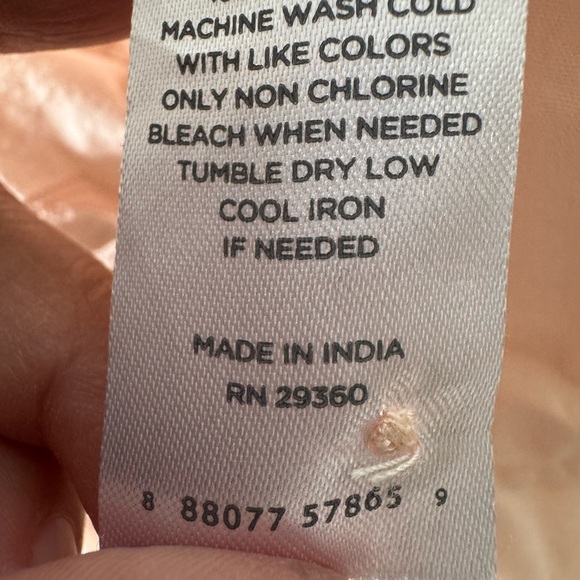 MACHINE WASH COLD
WITH LIKE COLORS
ONLY NON CHLORINE
BLEACH WHEN NEEDED
TUMBLE DRY LOW
COOL IRON
IF NEEDED
MADE IN INDIA
RN 29360
8 88077 57865 9